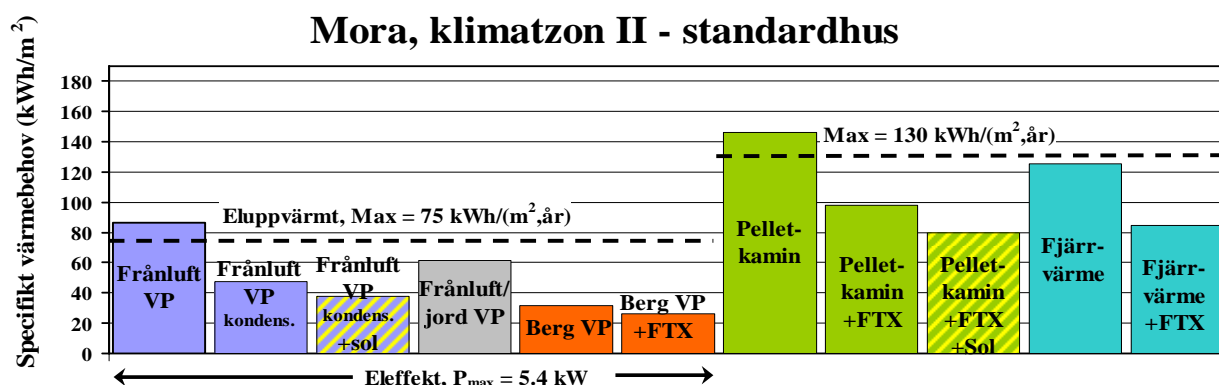 Mora, klimatzon II - standardhus
Specifikt värmebehov (kWh/m²)
180
160
140
120
100
80
60
40
20
0
Eluppvärmt, Max = 75 kWh/(m²,år)
Max = 130 kWh/(m²,år)
Frånluft
VP
Frånluft
VP
kondens.
Frånluft
VP
kondens.
+sol
Frånluft/
jord VP
Berg VP
Berg VP
+FTX
Pellet-
kamin
Pellet-
kamin
+FTX
Pellet-
kamin
+FTX
+Sol
Fjärr-
värme
Fjärr-
värme
+FTX
Eleffekt, Pmax = 5.4 kW